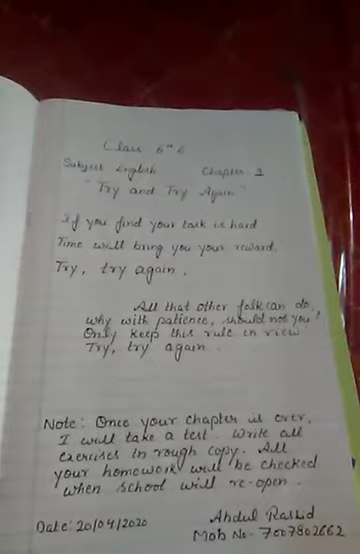 Class 6th E
Subject English Chapter - 3
"Try and Try Again"
If you find your task is hard
Time will bring you your reward.
Try, try again.
All that other folk can do,
why with patience, should not you?
Only keep this rule in view
Try, try again.
Note: Once your chapter is over,
I will take a test. Write all
exercises in rough copy. All
your homework will be checked
when school will re-open.
Date: 20/04/2020 Abdul Rashid
Mob No- 7007802662